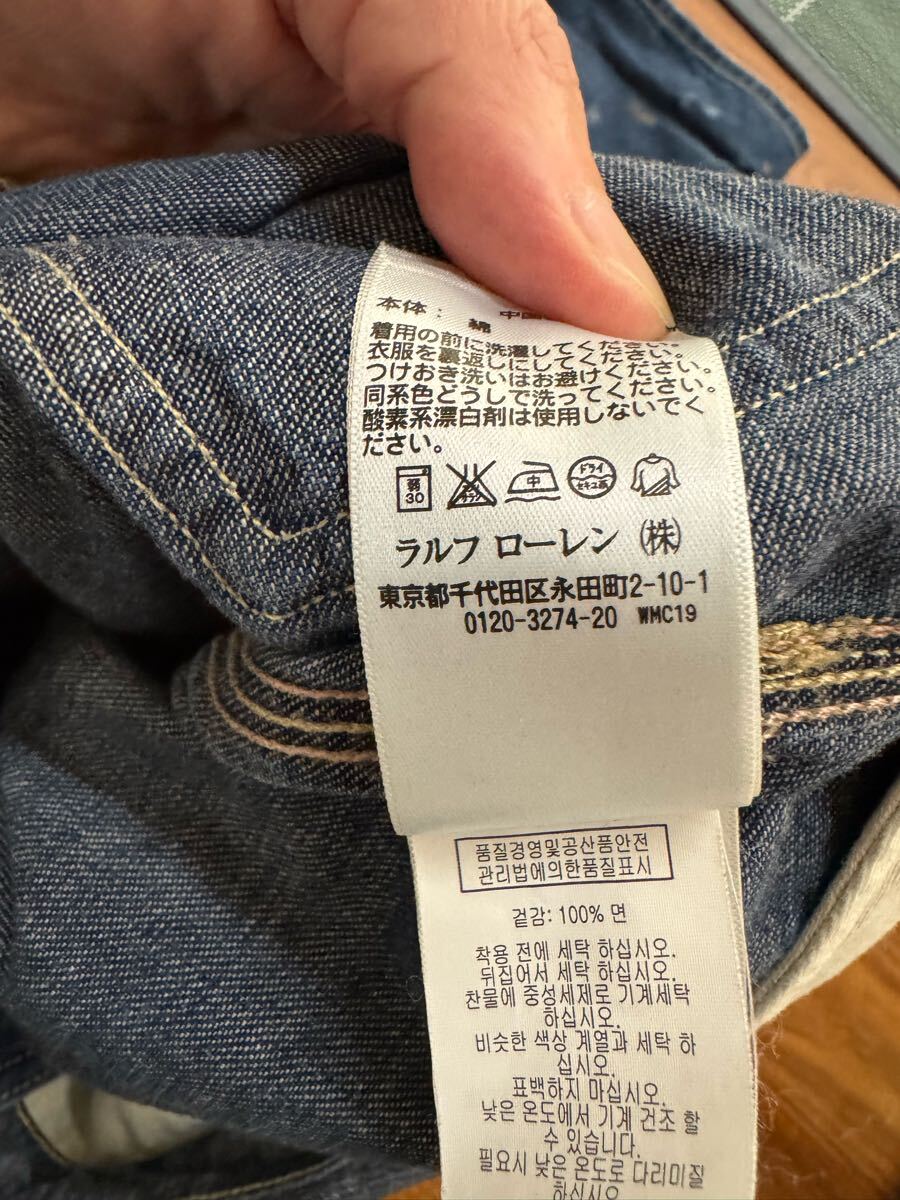 本体: 中国
綿
着用の前に洗濯してください。
衣服を裏返しにしてください。
つけおき洗いはお避けください。
同系色どうしで洗ってください。
酸素系漂白剤は使用しないでく
ださい。
弱 30 中 ドライ セキユ系
ラルフ ローレン (株)
東京都千代田区永田町2-10-1
0120-3274-20 WMC19
품질경영및공산품안전
관리법에의한품질표시
겉감: 100% 면
착용 전에 세탁 하십시오.
뒤집어서 세탁 하십시오.
찬물에 중성세제로 기계세탁
하십시오.
비슷한 색상 계열과 세탁 하
십시오.
표백하지 마십시오.
낮은 온도에서 기계 건조 할
수 있습니다.
필요시 낮은 온도로 다리미질
하십시오.